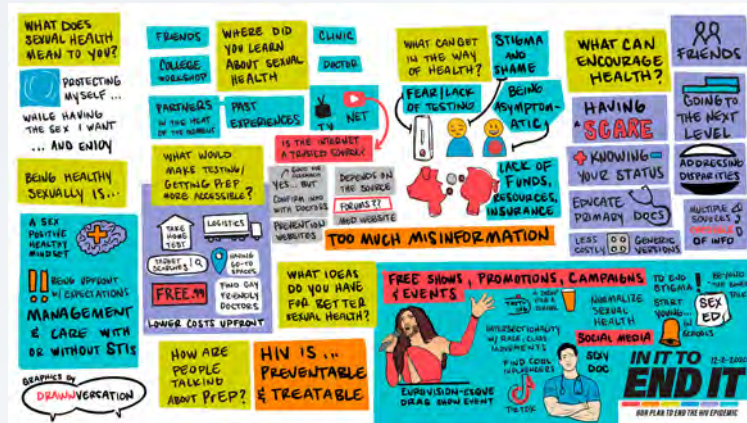 WHAT DOES
SEXUAL HEALTH
MEAN TO YOU?
PROTECTING
MYSELF ...
WHILE HAVING
THE SEX I WANT
... AND ENJOY
BEING HEALTHY
SEXUALLY IS...
A SEX
POSITIVE
HEALTHY
MINDSET
!! BEING UPFRONT
W/ EXPECTATIONS
MANAGEMENT
& CARE WITH
OR WITHOUT STIs
GRAPHICS BY
DRAWNVERSATION
FRIENDS
COLLEGE
WORKSHOP
PARTNERS
IN THE HEAT
OF THE MOMENT
WHERE DID
YOU LEARN
ABOUT SEXUAL
HEALTH
PAST
EXPERIENCES
CLINIC
DOCTOR
TV
NET
IS THE INTERNET
A TRUSTED SOURCE?
YES... BUT
CONFIRM INFO
WITH DOCTORS
PREVENTION
WEBSITES
DEPENDS ON
THE SOURCE
FORUMS??
MED WEBSITE
TOO MUCH MISINFORMATION
WHAT WOULD
MAKE TESTING/
GETTING PrEP
MORE ACCESSIBLE?
TAKE
HOME
TEST
LOGISTICS
HAVING
GO-TO
SPACES
FREE.99
FIND GAY
FRIENDLY
DOCTORS
LOWER COSTS UPFRONT
HOW ARE
PEOPLE
TALKING
ABOUT PrEP?
HIV IS...
PREVENTABLE
& TREATABLE
WHAT CAN GET
IN THE WAY
OF HEALTH?
STIGMA
AND
SHAME
FEAR/LACK
OF TESTING
BEING
ASYMPTOM-
ATIC
LACK OF
FUNDS,
RESOURCES,
INSURANCE
WHAT CAN
ENCOURAGE
HEALTH?
FRIENDS
HAVING
A SCARE
GOING TO
THE NEXT
LEVEL
+ KNOWING -
YOUR STATUS
ADDRESSING
DISPARITIES
EDUCATE
PRIMARY DOCS
LESS
COSTLY
GENERIC
VERSIONS
MULTIPLE
SOURCES
OF INFO
WHAT IDEAS
DO YOU HAVE
FOR BETTER
SEXUAL HEALTH?
FREE SHOWS, PROMOTIONS, CAMPAIGNS
& EVENTS
EUROVISION-ESQUE
DRAG SHOW EVENT
INTERSECTIONALITY
W/ RACE/CLASS
MOVEMENTS
FIND COOL
INFLUENCERS
TIKTOK
NORMALIZE
SEXUAL
HEALTH
SOCIAL MEDIA
SEXY
DOC
TO END
STIGMA
START
YOUNG...
IN
SCHOOLS
BEYOND
SEX
ED
IN IT TO
END IT
OUR PLAN TO END THE HIV EPIDEMIC